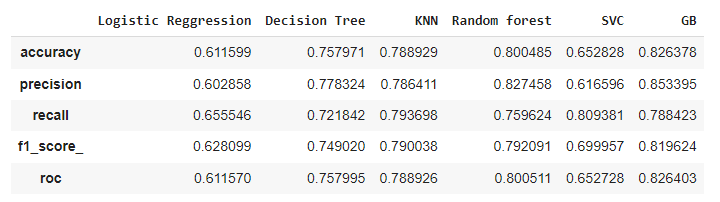 Logistic Reggression Decision Tree KNN Random forest SVC GB
accuracy 0.611599 0.757971 0.788929 0.800485 0.652828 0.826378
precision 0.602858 0.778324 0.786411 0.827458 0.616596 0.853395
recall 0.655546 0.721842 0.793698 0.759624 0.809381 0.788423
f1_score_ 0.628099 0.749020 0.790038 0.792091 0.699957 0.819624
roc 0.611570 0.757995 0.788926 0.800511 0.652728 0.826403